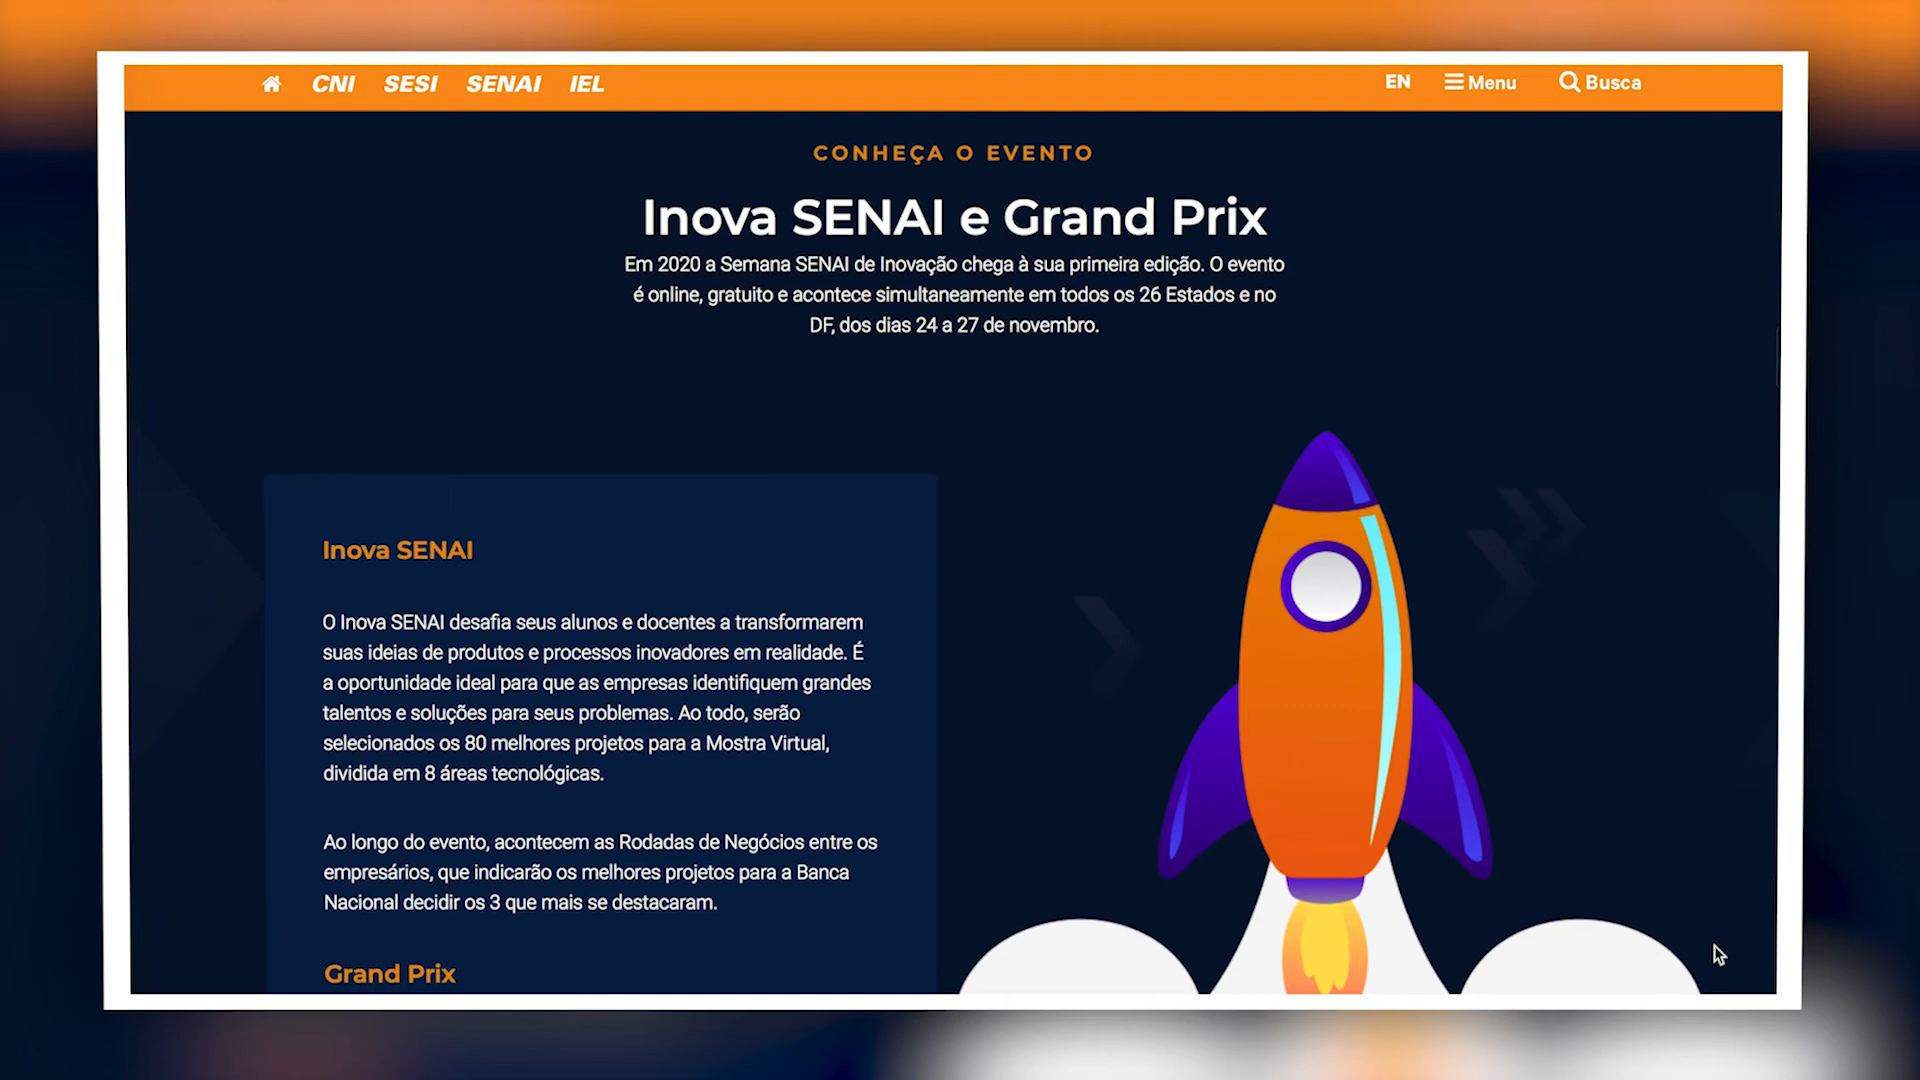 CNI SESI SENAI IEL EN Menu Busca
CONHEÇA O EVENTO
Inova SENAI e Grand Prix
Em 2020 a Semana SENAI de Inovação chega à sua primeira edição. O evento
é online, gratuito e acontece simultaneamente em todos os 26 Estados e no
DF, dos dias 24 a 27 de novembro.
Inova SENAI
O Inova SENAI desafia seus alunos e docentes a transformarem
suas ideias de produtos e processos inovadores em realidade. É
a oportunidade ideal para que as empresas identifiquem grandes
talentos e soluções para seus problemas. Ao todo, serão
selecionados os 80 melhores projetos para a Mostra Virtual,
dividida em 8 áreas tecnológicas.
Ao longo do evento, acontecem as Rodadas de Negócios entre os
empresários, que indicarão os melhores projetos para a Banca
Nacional decidir os 3 que mais se destacaram.
Grand Prix